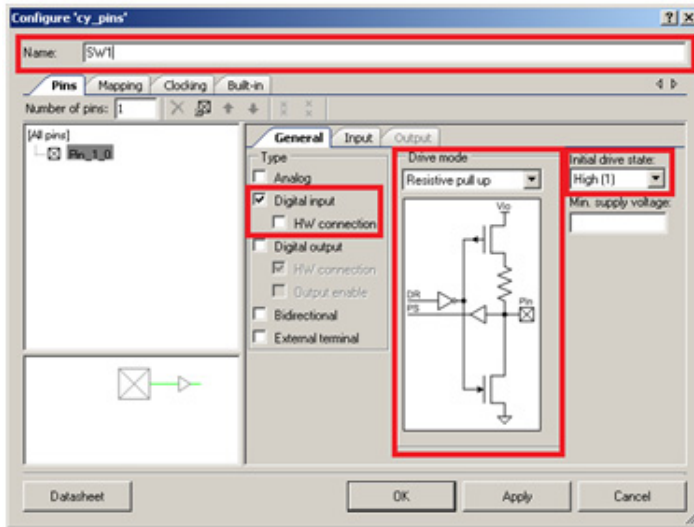 Configure 'cy_pins'
Name: SW1
Pins Mapping Clocking Built-in
Number of pins: 1
[All pins]
Pin_1_0
General Input Output
Type
Analog
Digital input
HW connection
Digital output
HW connection
Output enable
Bidirectional
External terminal
Drive mode
Resistive pull up
Vio
DR
PS
Pin
Initial drive state:
High (1)
Min. supply voltage:
Datasheet
OK
Apply
Cancel